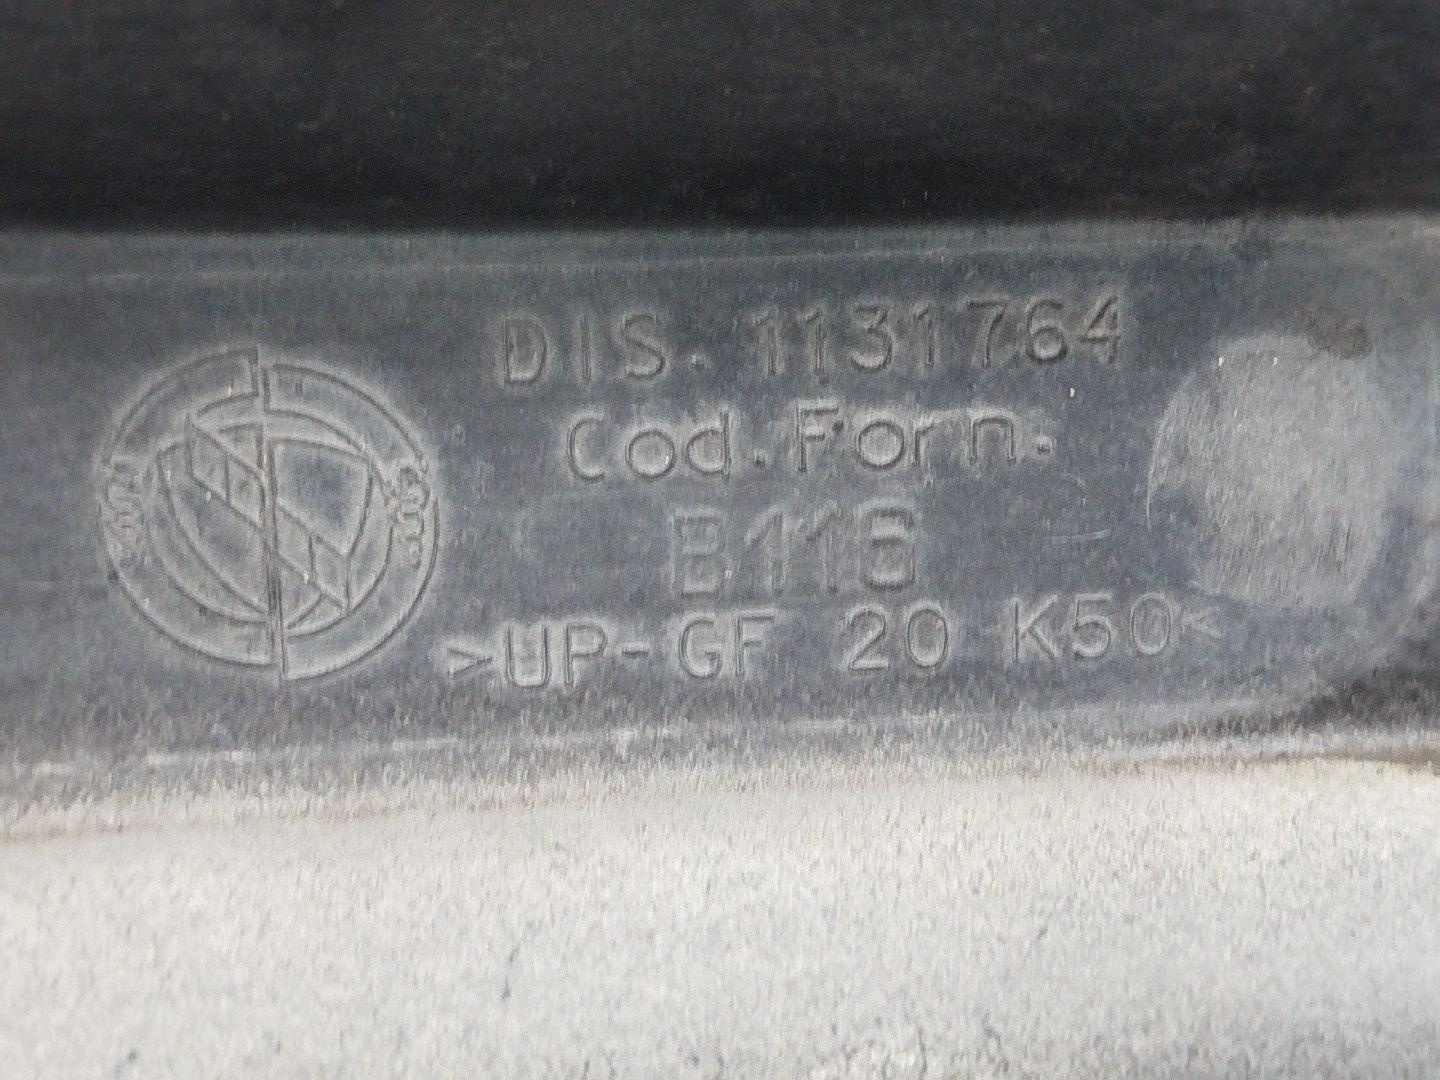 DIS. 1131764
Cod. Forn.
B116
>UP-GF 20 K50<